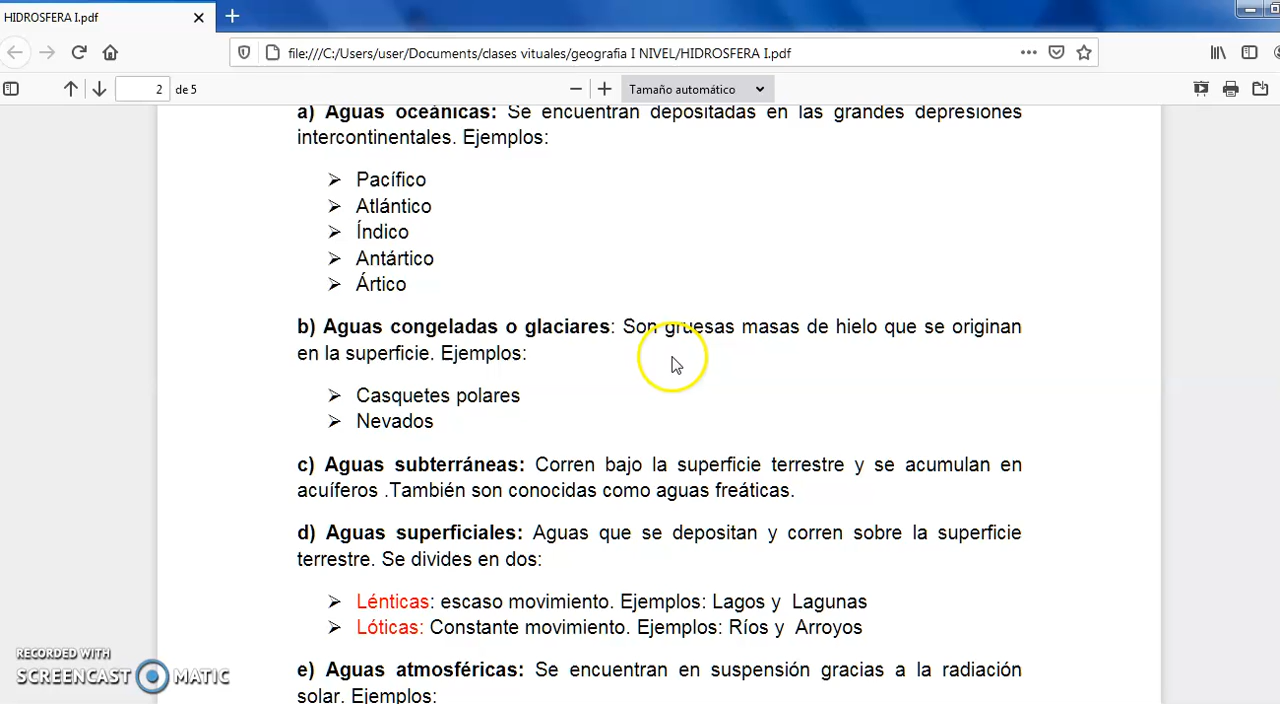 HIDROSFERA I.pdf
file:///C:/Users/user/Documents/clases vituales/geografia I NIVEL/HIDROSFERA I.pdf
2 de 5
Tamaño automático
a) Aguas oceánicas: Se encuentran depositadas en las grandes depresiones
intercontinentales. Ejemplos:
➢ Pacífico
➢ Atlántico
➢ Índico
➢ Antártico
➢ Ártico
b) Aguas congeladas o glaciares: Son gruesas masas de hielo que se originan
en la superficie. Ejemplos:
➢ Casquetes polares
➢ Nevados
c) Aguas subterráneas: Corren bajo la superficie terrestre y se acumulan en
acuíferos .También son conocidas como aguas freáticas.
d) Aguas superficiales: Aguas que se depositan y corren sobre la superficie
terrestre. Se divides en dos:
➢ Lénticas: escaso movimiento. Ejemplos: Lagos y Lagunas
➢ Lóticas: Constante movimiento. Ejemplos: Ríos y Arroyos
e) Aguas atmosféricas: Se encuentran en suspensión gracias a la radiación
solar. Ejemplos:
RECORDED WITH
SCREENCAST MATIC